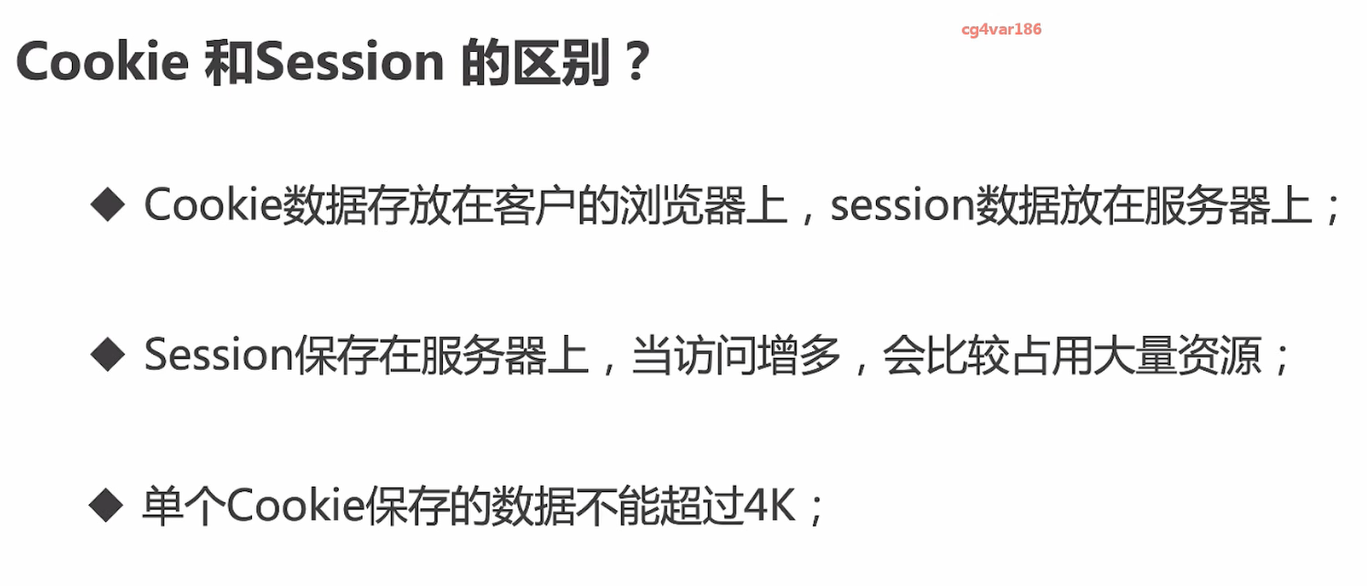 cg4var186
Cookie 和Session 的区别？
◆ Cookie数据存放在客户的浏览器上，session数据放在服务器上；
◆ Session保存在服务器上，当访问增多，会比较占用大量资源；
◆ 单个Cookie保存的数据不能超过4K；